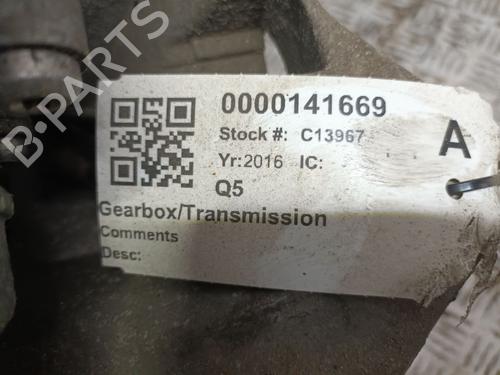 B-PARTS
0000141669
Stock #: C13967
A
Yr:2016 IC:
Q5
Gearbox/Transmission
Comments
Desc: